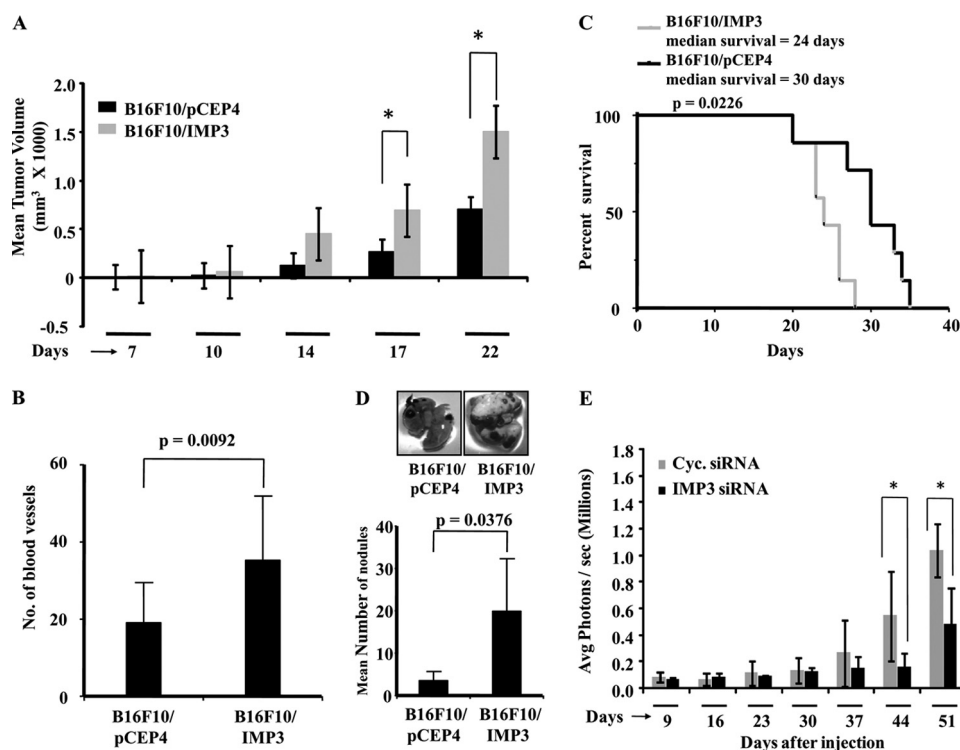 A
Mean Tumor Volume
(mm³ X 1000)
2.0
1.5
1.0
0.5
0
-0.5
B16F10/pCEP4
B16F10/IMP3
*
*
Days → 7 10 14 17 22
C
B16F10/IMP3
median survival = 24 days
B16F10/pCEP4
median survival = 30 days
p = 0.0226
Percent survival
100
50
0
0 10 20 30 40
Days
B
p = 0.0092
No. of blood vessels
60
40
20
0
B16F10/
pCEP4
B16F10/
IMP3
D
B16F10/
pCEP4
B16F10/
IMP3
p = 0.0376
Mean Number of nodules
40
30
20
10
0
B16F10/
pCEP4
B16F10/
IMP3
E
Avg Photons / sec (Millions)
1.8
1.6
1.4
1.2
1.0
0.8
0.6
0.4
0.2
0.0
Cyc. siRNA
IMP3 siRNA
*
*
Days → 9 16 23 30 37 44 51
Days after injection